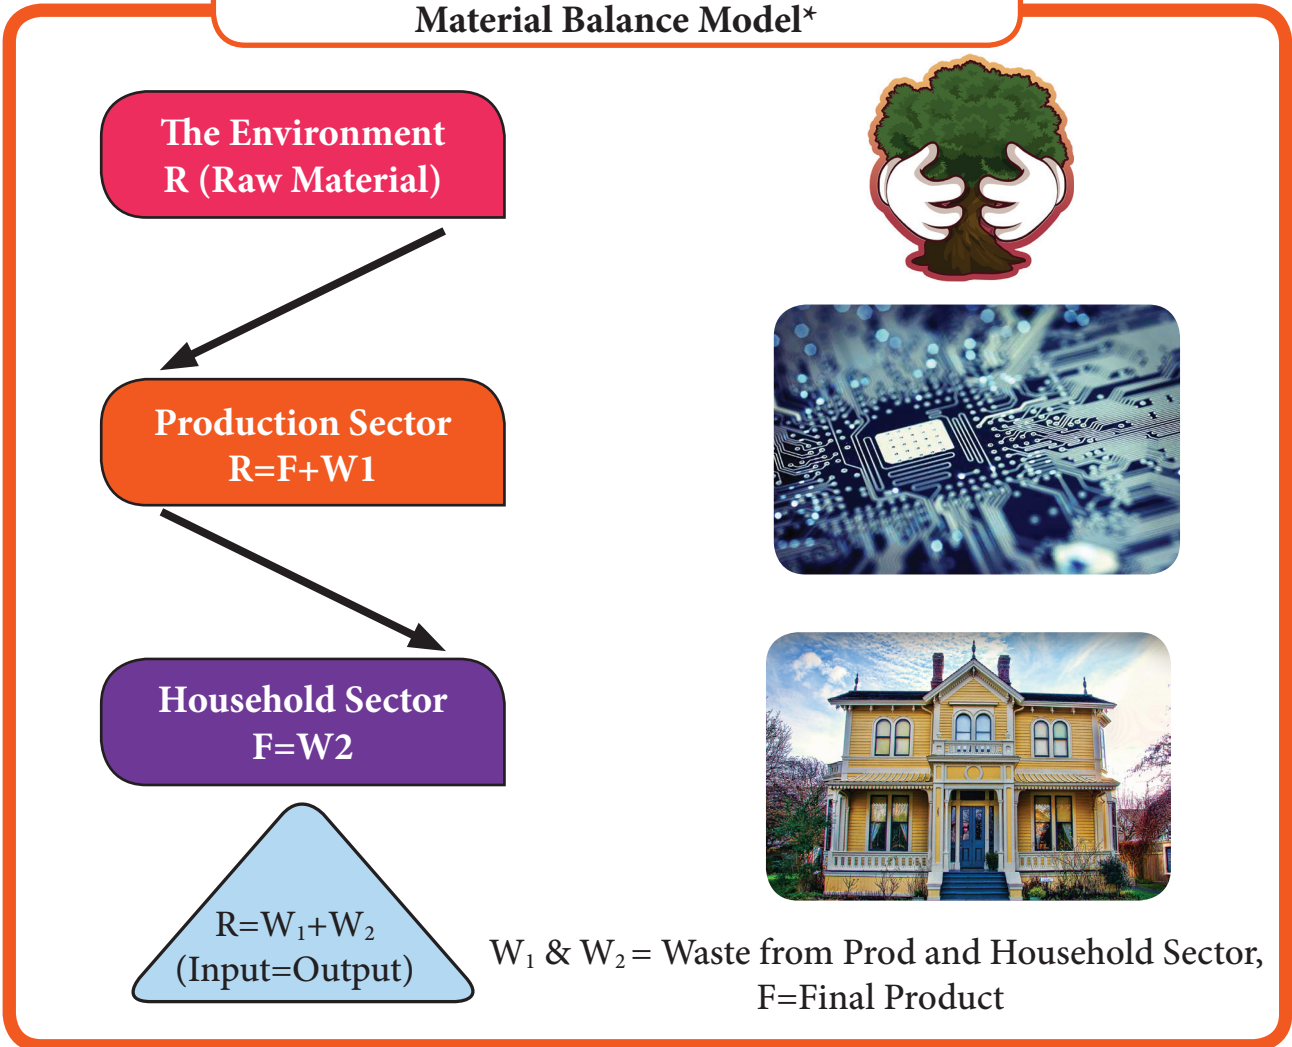 Material Balance Model*
The Environment
R (Raw Material)
Production Sector
R=F+W1
Household Sector
F=W2
R=W₁+W₂
(Input=Output)
W₁ & W₂ = Waste from Prod and Household Sector,
F=Final Product